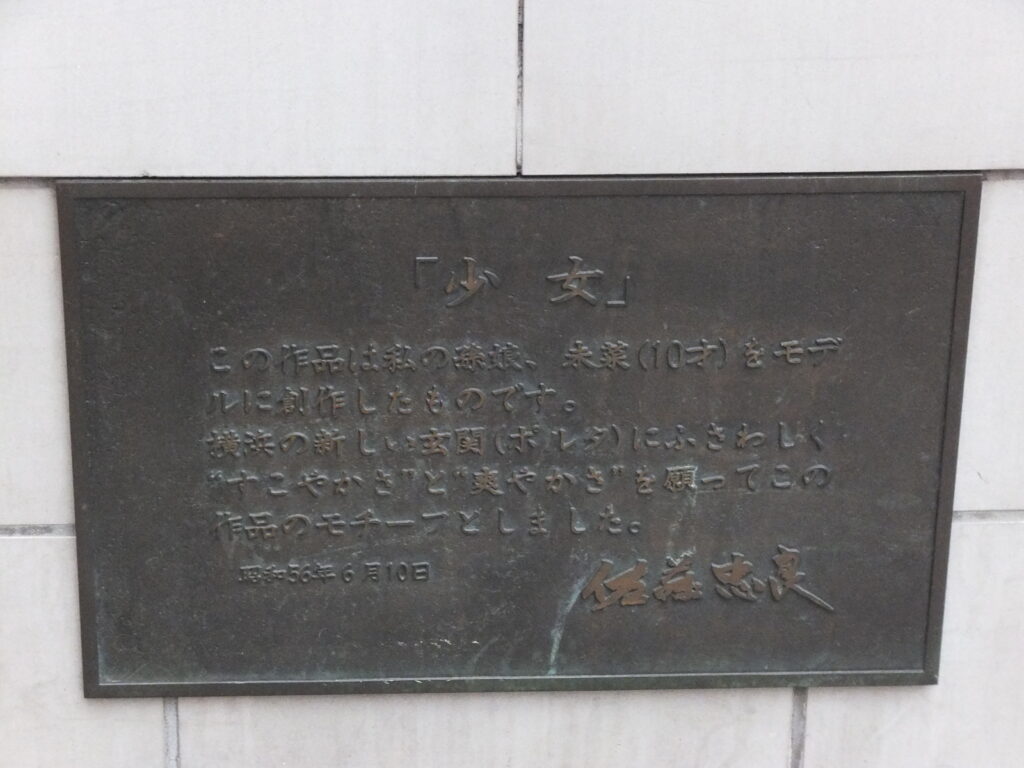 「少 女」
この作品は私の孫娘、未菜(10才)をモデ
ルに創作したものです。
横浜の新しい玄関(ポルタ)にふさわしく
“すこやかさ”と“爽やかさ”を願ってこの
作品のモチーフとしました。
昭和56年6月10日
佐藤忠良